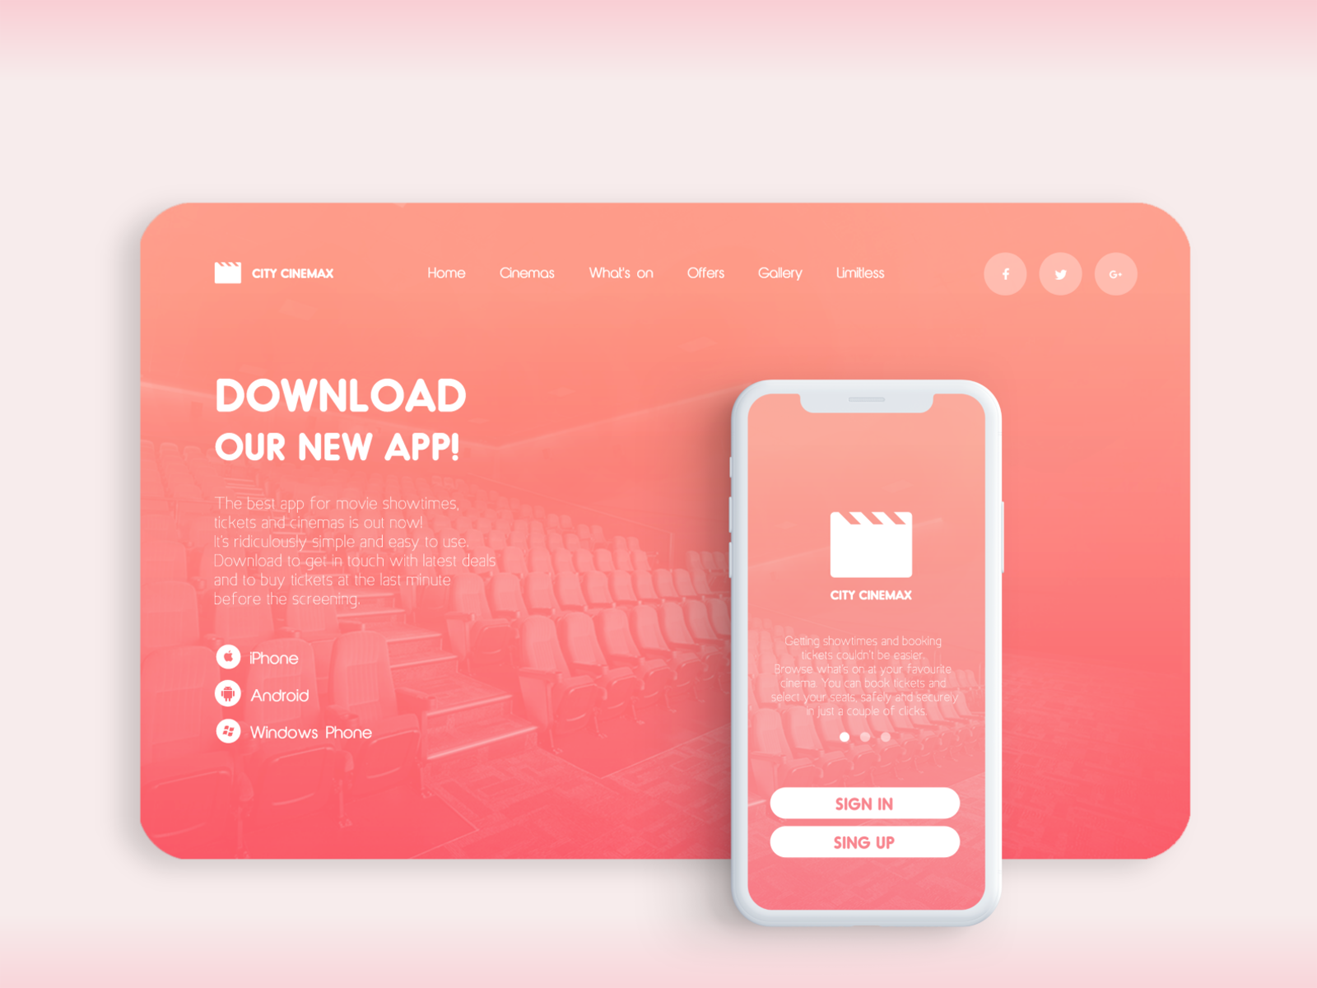 CITY CINEMAX
Home Cinemas What's on Offers Gallery Limitless
G+
DOWNLOAD
OUR NEW APP!
The best app for movie showtimes,
tickets and cinemas is out now!
It's ridiculously simple and easy to use.
Download to get in touch with latest deals
and to buy tickets at the last minute
before the screening.
iPhone
Android
Windows Phone
CITY CINEMAX
Getting showtimes and booking
tickets couldn't be easier.
Browse what's on at your favourite
cinema. You can book tickets and
select your seats, safely and securely
in just a couple of clicks.
SIGN IN
SING UP